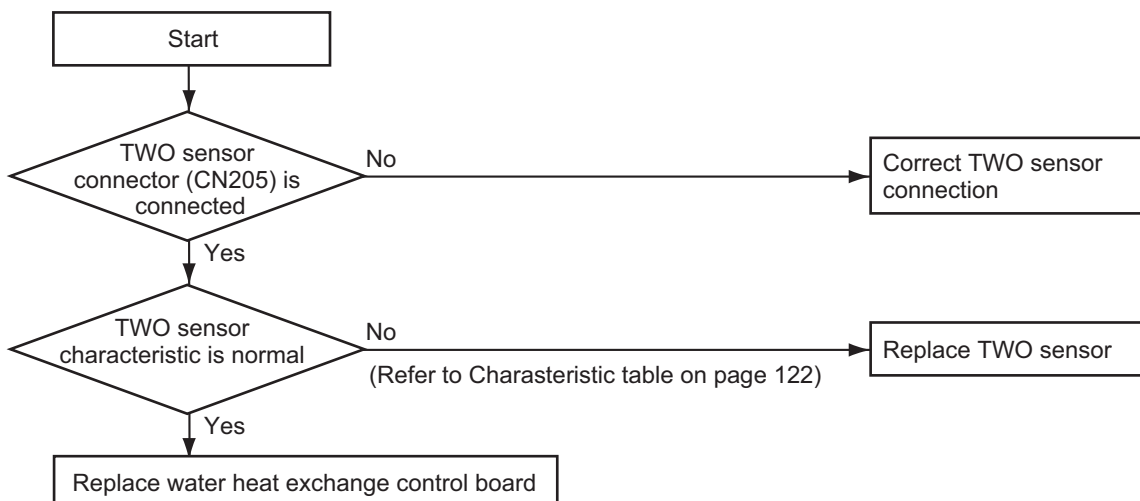 Start
TWO sensor
connector (CN205) is
connected
No
Correct TWO sensor
connection
Yes
TWO sensor
characteristic is normal
No
(Refer to Charasteristic table on page 122)
Replace TWO sensor
Yes
Replace water heat exchange control board